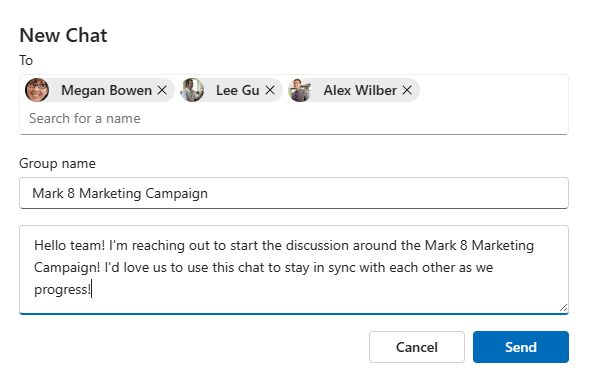 New Chat
To
Megan Bowen
Lee Gu
Alex Wilber
Search for a name
Group name
Mark 8 Marketing Campaign
Hello team! I'm reaching out to start the discussion around the Mark 8 Marketing
Campaign! I'd love us to use this chat to stay in sync with each other as we
progress!
Cancel
Send